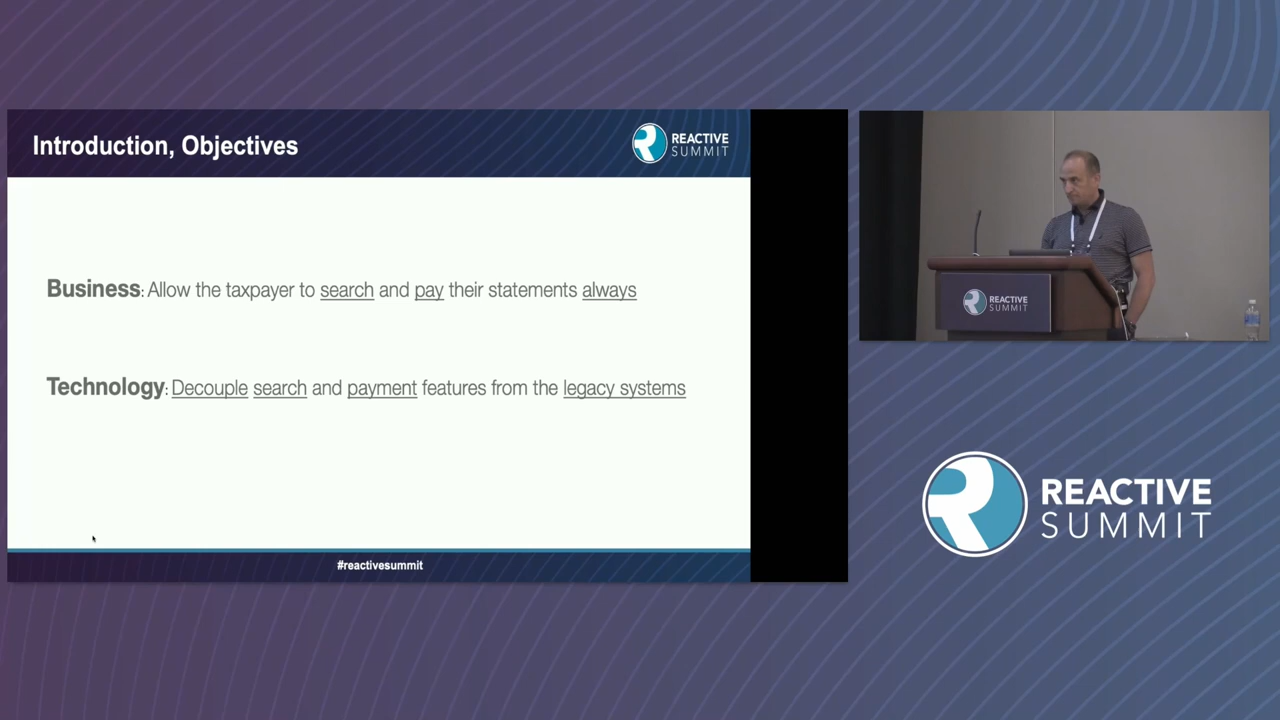 Introduction, Objectives
REACTIVE
SUMMIT
Business: Allow the taxpayer to search and pay their statements always
Technology: Decouple search and payment features from the legacy systems
#reactivesummit
REACTIVE
SUMMIT
REACTIVE
SUMMIT